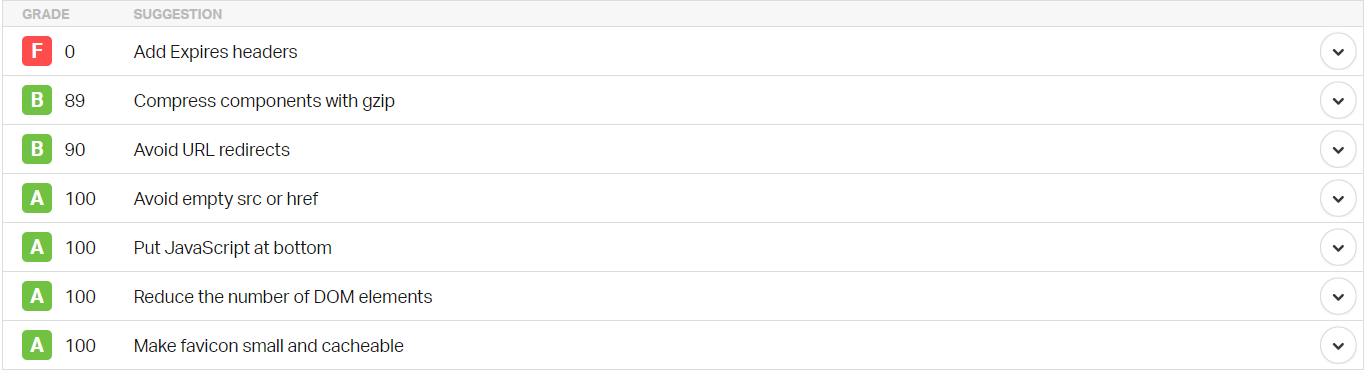 GRADE SUGGESTION
F 0 Add Expires headers
B 89 Compress components with gzip
B 90 Avoid URL redirects
A 100 Avoid empty src or href
A 100 Put JavaScript at bottom
A 100 Reduce the number of DOM elements
A 100 Make favicon small and cacheable